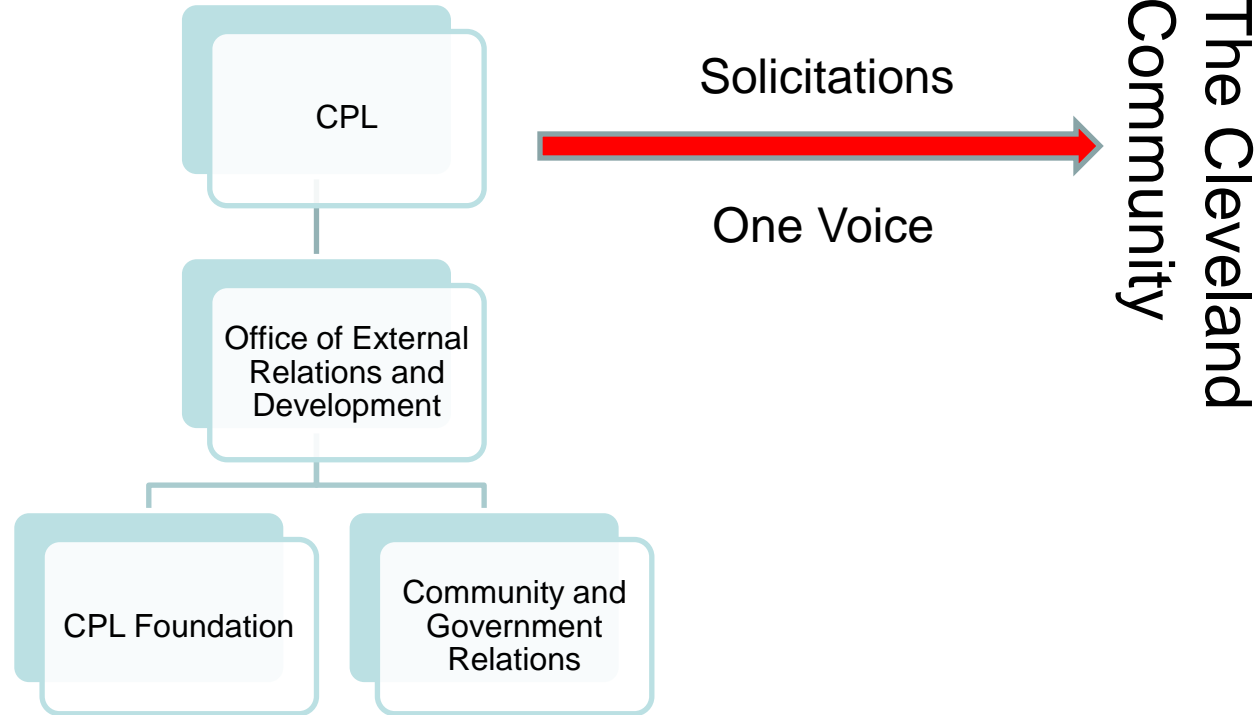 CPL
Solicitations
One Voice
The Cleveland
Community
Office of External
Relations and
Development
CPL Foundation
Community and
Government
Relations